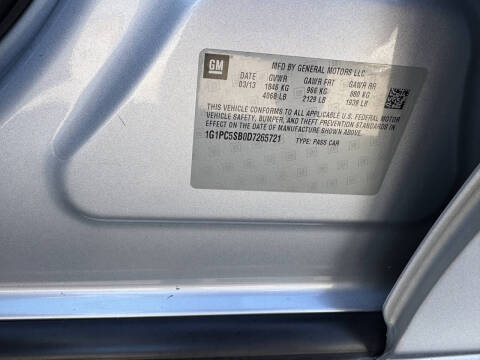 GM
MFD BY GENERAL MOTORS LLC
DATE GVWR GAWR FRT GAWR RR
03/13 1846 KG 966 KG 880 KG
4068 LB 2129 LB 1939 LB
THIS VEHICLE CONFORMS TO ALL APPLICABLE U.S. FEDERAL MOTOR
VEHICLE SAFETY, BUMPER, AND THEFT PREVENTION STANDARDS IN
EFFECT ON THE DATE OF MANUFACTURE SHOWN ABOVE.
1G1PC5SB0D7265721 TYPE: PASS CAR